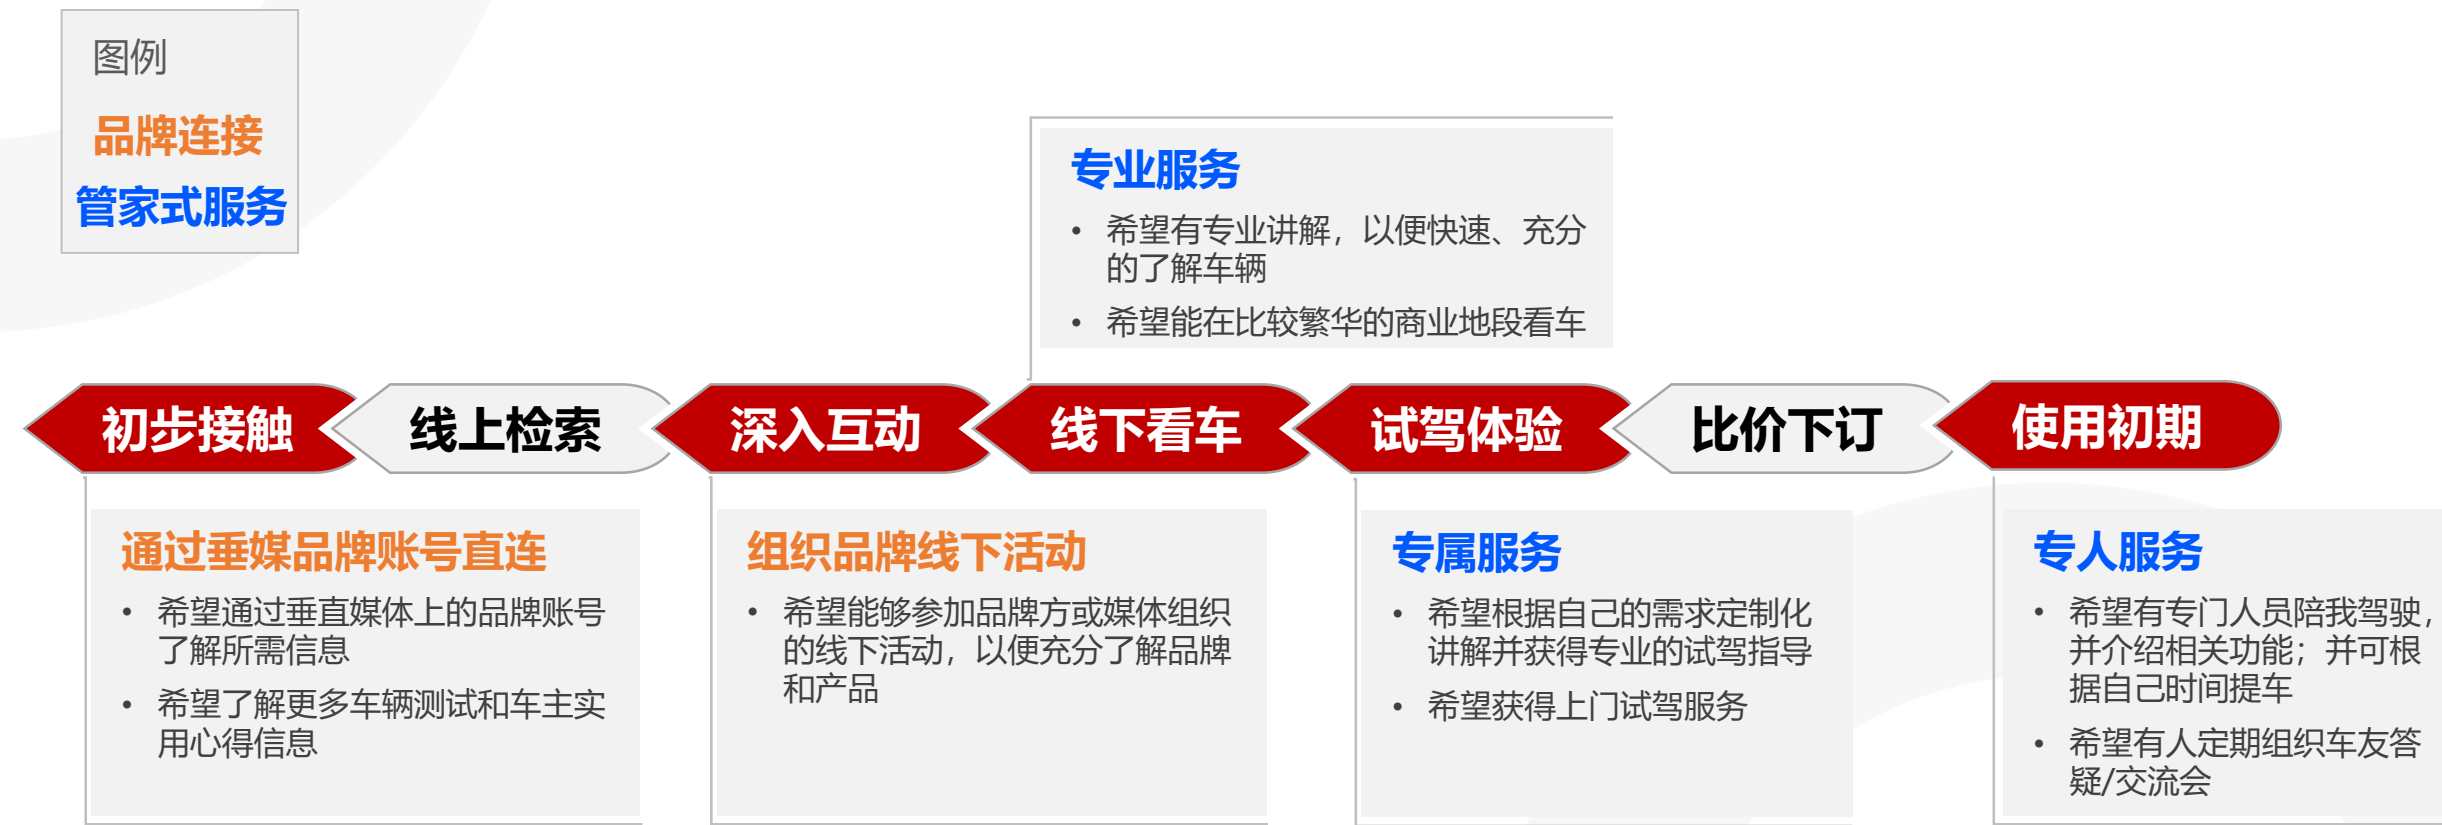 图例
品牌连接
管家式服务
专业服务
• 希望有专业讲解，以便快速、充分
的了解车辆
• 希望能在比较繁华的商业地段看车
初步接触
线上检索
深入互动
线下看车
试驾体验
比价下订
使用初期
通过垂媒品牌账号直连
• 希望通过垂直媒体上的品牌账号
了解所需信息
• 希望了解更多车辆测试和车主实
用心得信息
组织品牌线下活动
• 希望能够参加品牌方或媒体组织
的线下活动，以便充分了解品牌
和产品
专属服务
• 希望根据自己的需求定制化
讲解并获得专业的试驾指导
• 希望获得上门试驾服务
专人服务
• 希望有专门人员陪我驾驶，
并介绍相关功能；并可根
据自己时间提车
• 希望有人定期组织车友答
疑/交流会